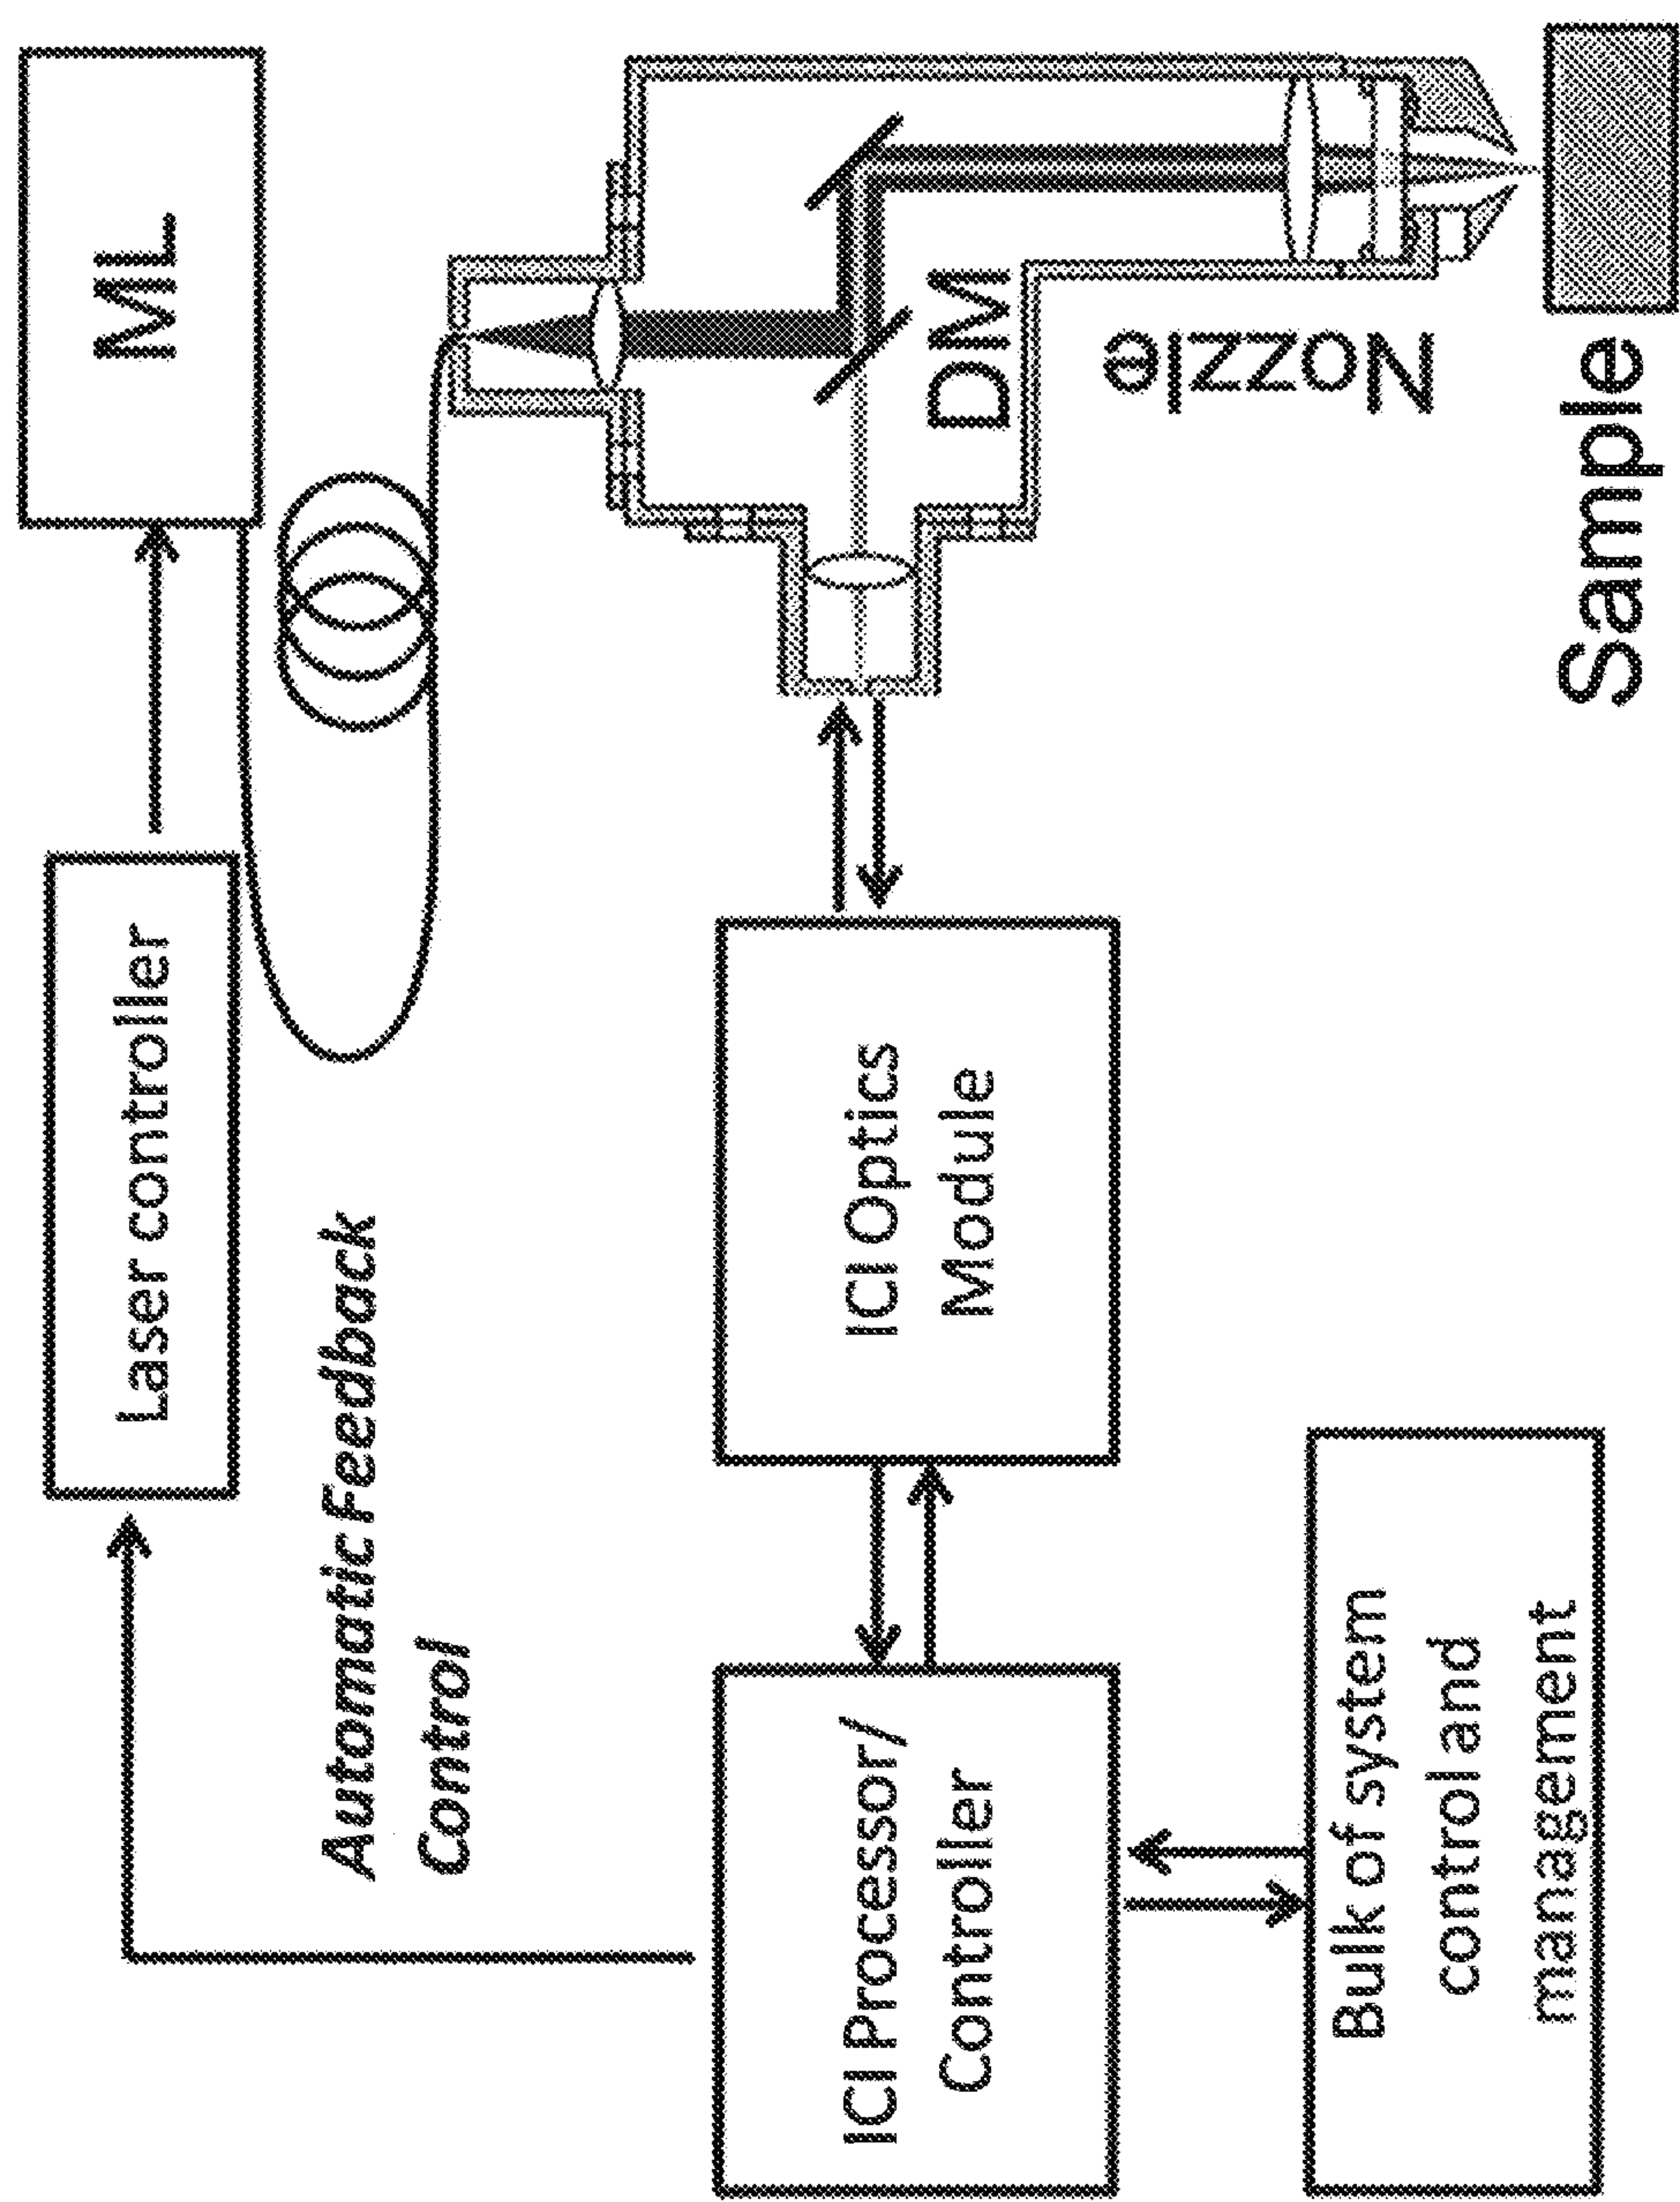 ML
Laser controller
Automatic Feedback
Control
DM
Nozzle
Sample
ICI Optics
Module
ICI Processor/
Controller
Bulk of system
control and
management